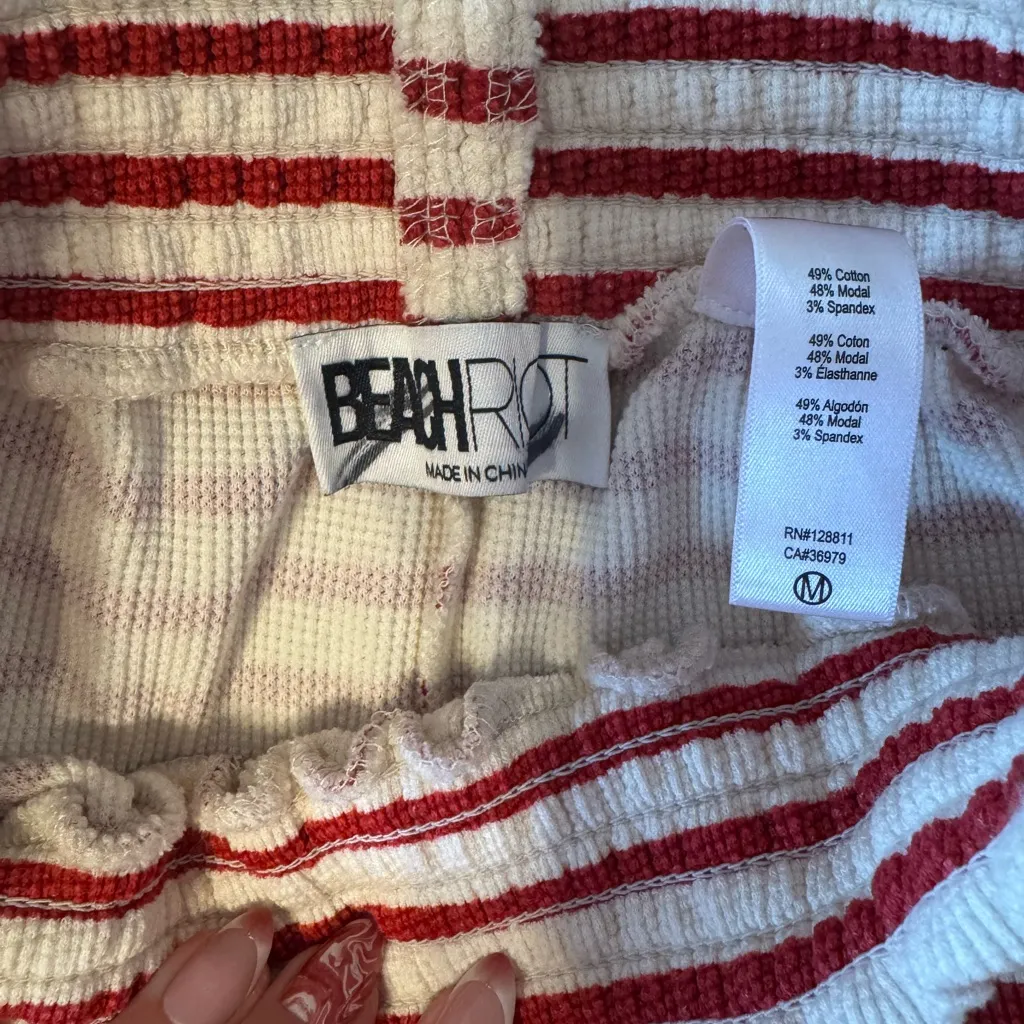 BEACH RIOT
MADE IN CHIN
49% Cotton
48% Modal
3% Spandex
49% Coton
48% Modal
3% Élasthanne
49% Algodón
48% Modal
3% Spandex
RN#128811
CA#36979
M